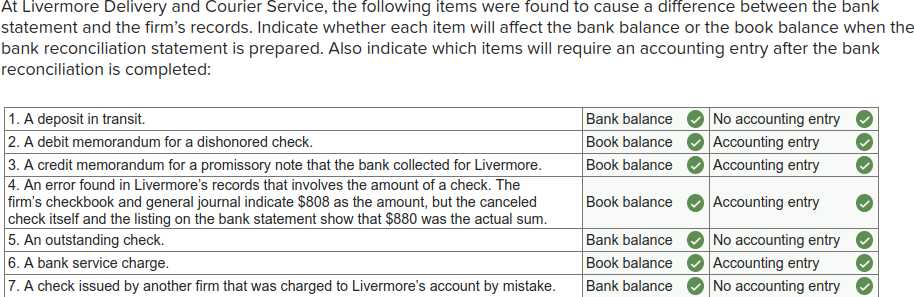 At Livermore Delivery and Courier Service, the following items were found to cause a difference between the bank
statement and the firm's records. Indicate whether each item will affect the bank balance or the book balance when the
bank reconciliation statement is prepared. Also indicate which items will require an accounting entry after the bank
reconciliation is completed:
1. A deposit in transit. Bank balance No accounting entry
2. A debit memorandum for a dishonored check. Book balance Accounting entry
3. A credit memorandum for a promissory note that the bank collected for Livermore. Book balance Accounting entry
4. An error found in Livermore's records that involves the amount of a check. The
firm's checkbook and general journal indicate $808 as the amount, but the canceled Book balance Accounting entry
check itself and the listing on the bank statement show that $880 was the actual sum.
5. An outstanding check. Bank balance No accounting entry
6. A bank service charge. Book balance Accounting entry
7. A check issued by another firm that was charged to Livermore's account by mistake. Bank balance No accounting entry